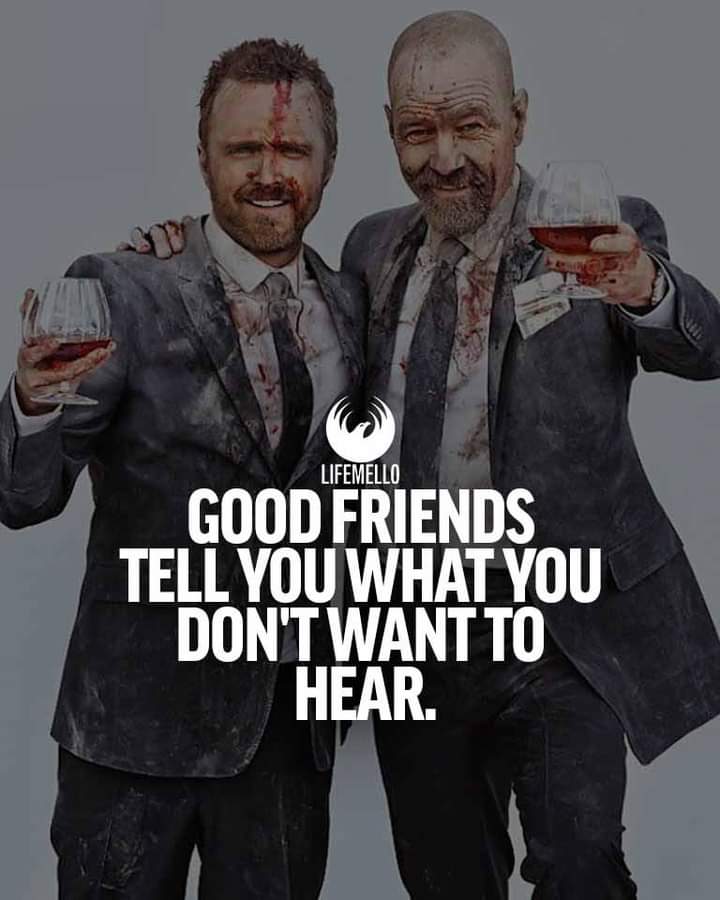 LIFEMELLO
GOOD FRIENDS
TELL YOU WHAT YOU
DON'T WANT TO
HEAR.